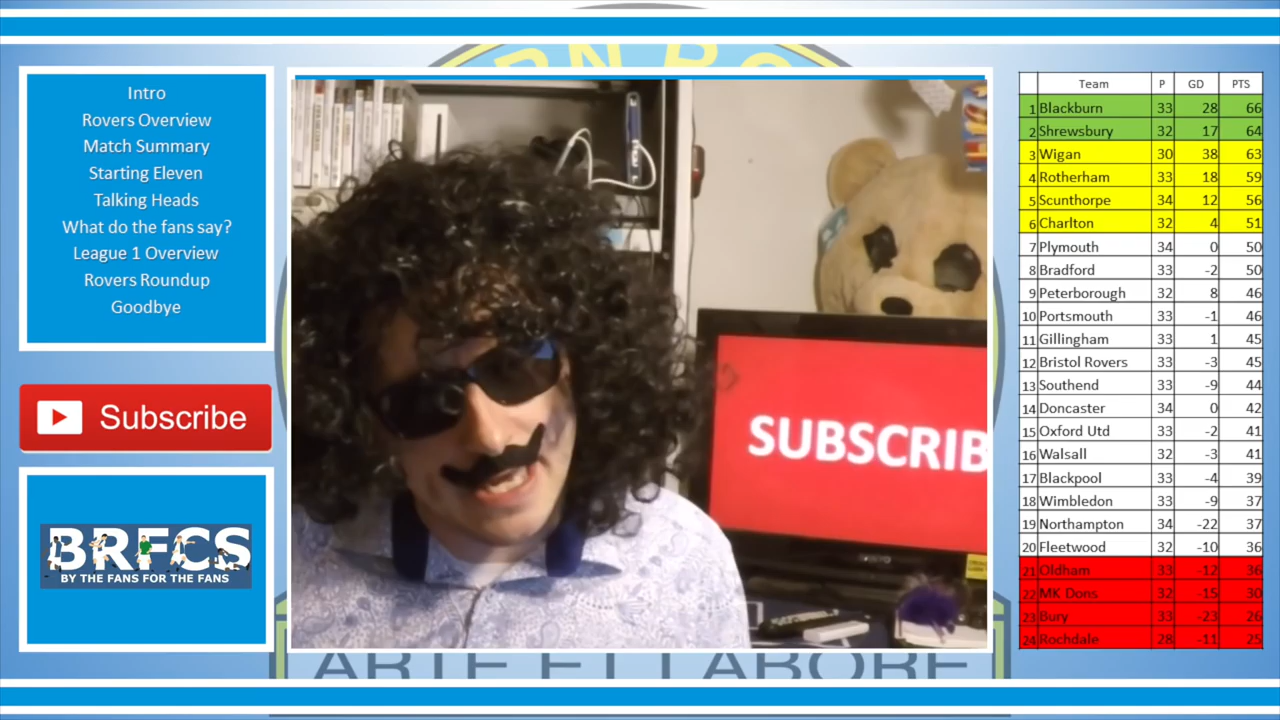 RN RO
Intro
Rovers Overview
Match Summary
Starting Eleven
Talking Heads
What do the fans say?
League 1 Overview
Rovers Roundup
Goodbye
Subscribe
BRFCS
BY THE FANS FOR THE FANS
SUBSCRIB
ARTE ET LABORE
Team P GD PTS
1 Blackburn 33 28 66
2 Shrewsbury 32 17 64
3 Wigan 30 38 63
4 Rotherham 33 18 59
5 Scunthorpe 34 12 56
6 Charlton 32 4 51
7 Plymouth 34 0 50
8 Bradford 33 -2 50
9 Peterborough 32 8 46
10 Portsmouth 33 -1 46
11 Gillingham 33 1 45
12 Bristol Rovers 33 -3 45
13 Southend 33 -9 44
14 Doncaster 34 0 42
15 Oxford Utd 33 -2 41
16 Walsall 32 -3 41
17 Blackpool 33 -4 39
18 Wimbledon 33 -9 37
19 Northampton 34 -22 37
20 Fleetwood 32 -10 36
21 Oldham 33 -12 36
22 MK Dons 32 -15 30
23 Bury 33 -23 26
24 Rochdale 28 -11 25